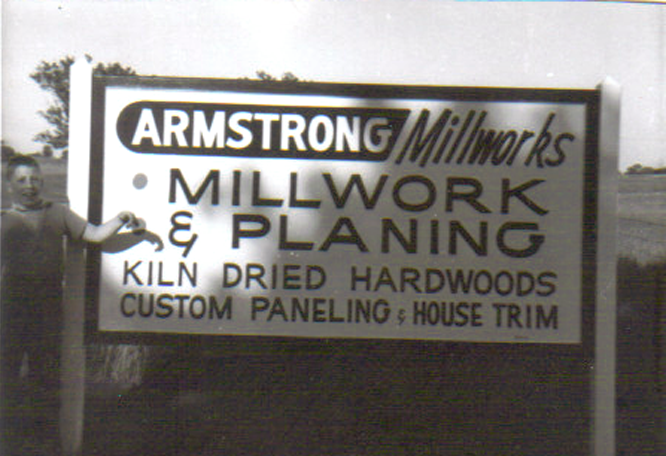 ARMSTRONG Millworks
• MILLWORK
& PLANING
KILN DRIED HARDWOODS
CUSTOM PANELING & HOUSE TRIM